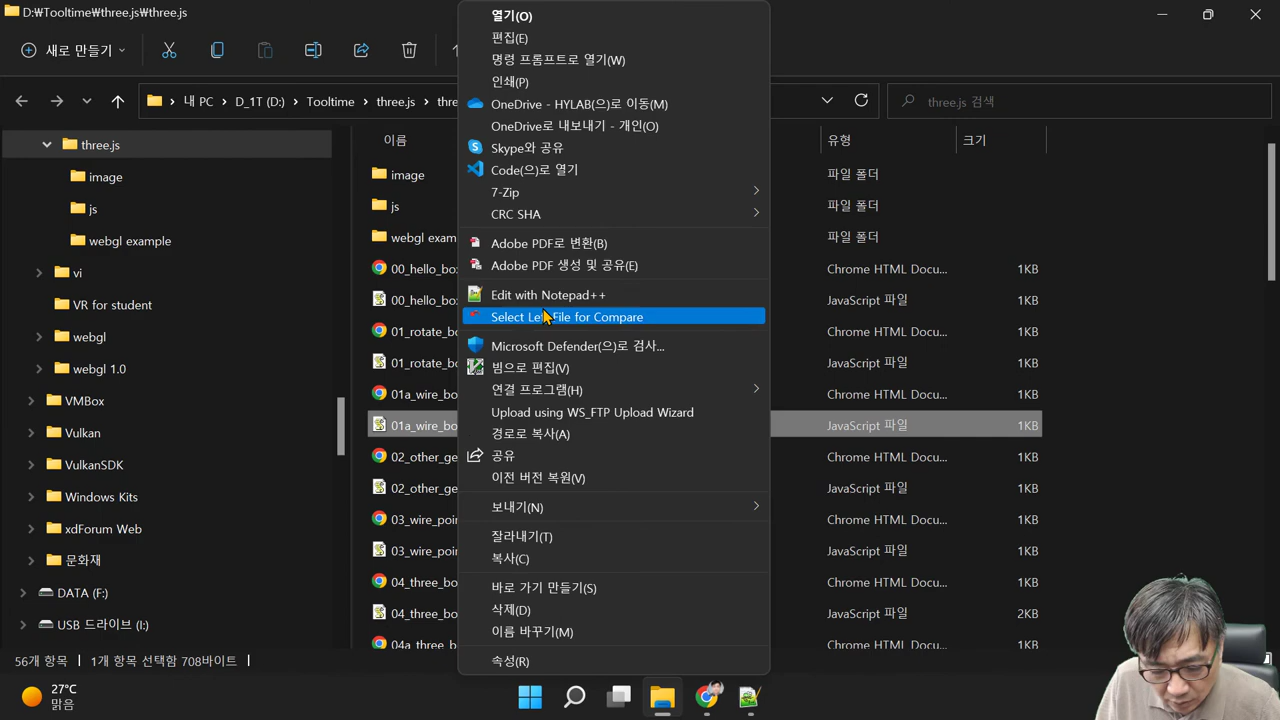 D:₩Tooltime₩three.js₩three.js
새로 만들기
내 PC
D_1T (D:)
Tooltime
three.js
three.js 검색
three.js
image
js
webgl example
vi
VR for student
webgl
webgl 1.0
VMBox
Vulkan
VulkanSDK
Windows Kits
xdForum Web
문화재
DATA (F:)
USB 드라이브 (I:)
이름
유형
크기
image
파일 폴더
js
파일 폴더
webgl exam
파일 폴더
00_hello_bo
Chrome HTML Docu...
1KB
00_hello_bo
JavaScript 파일
1KB
01_rotate_bo
Chrome HTML Docu...
1KB
01_rotate_bo
JavaScript 파일
1KB
01a_wire_bo
Chrome HTML Docu...
1KB
01a_wire_bo
JavaScript 파일
1KB
02_other_ge
Chrome HTML Docu...
1KB
02_other_ge
JavaScript 파일
1KB
03_wire_poin
Chrome HTML Docu...
1KB
03_wire_poin
JavaScript 파일
1KB
04_three_bo
Chrome HTML Docu...
1KB
04_three_bo
JavaScript 파일
2KB
04a_three_bo
Chrome HTML Docu...
1KB
열기(O)
편집(E)
명령 프롬프트로 열기(W)
인쇄(P)
OneDrive - HYLAB(으)로 이동(M)
OneDrive로 내보내기 - 개인(O)
Skype와 공유
Code(으)로 열기
7-Zip
CRC SHA
Adobe PDF로 변환(B)
Adobe PDF 생성 및 공유(E)
Edit with Notepad++
Select Left File for Compare
Microsoft Defender(으)로 검사...
빔으로 편집(V)
연결 프로그램(H)
Upload using WS_FTP Upload Wizard
경로로 복사(A)
공유
이전 버전 복원(V)
보내기(N)
잘라내기(T)
복사(C)
바로 가기 만들기(S)
삭제(D)
이름 바꾸기(M)
속성(R)
56개 항목
1개 항목 선택함 708바이트
27°C
맑음